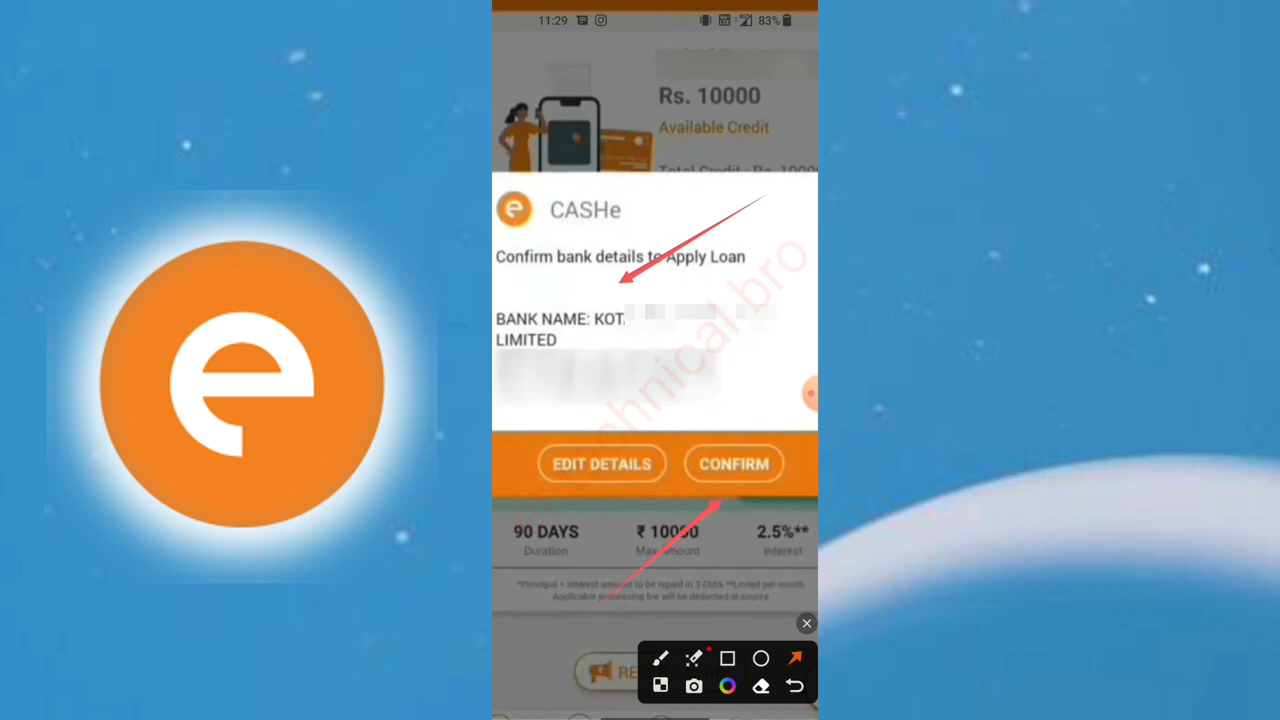 11:29
83%
Rs. 10000
Available Credit
Total Credit : Rs. 1000
CASHe
Confirm bank details to Apply Loan
BANK NAME: KOT
LIMITED
technical bro
EDIT DETAILS
CONFIRM
90 DAYS
₹ 10000
2.5%**
Duration
Max Amount
Interest
*Principal + Interest amount to be repaid in 3 EMIs **Levied per month
Applicable processing fee will be deducted at source
RE